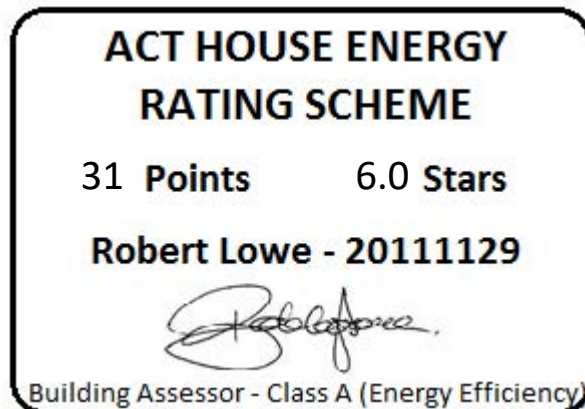 ACT HOUSE ENERGY
RATING SCHEME
31 Points 6.0 Stars
Robert Lowe - 20111129
Building Assessor - Class A (Energy Efficiency)